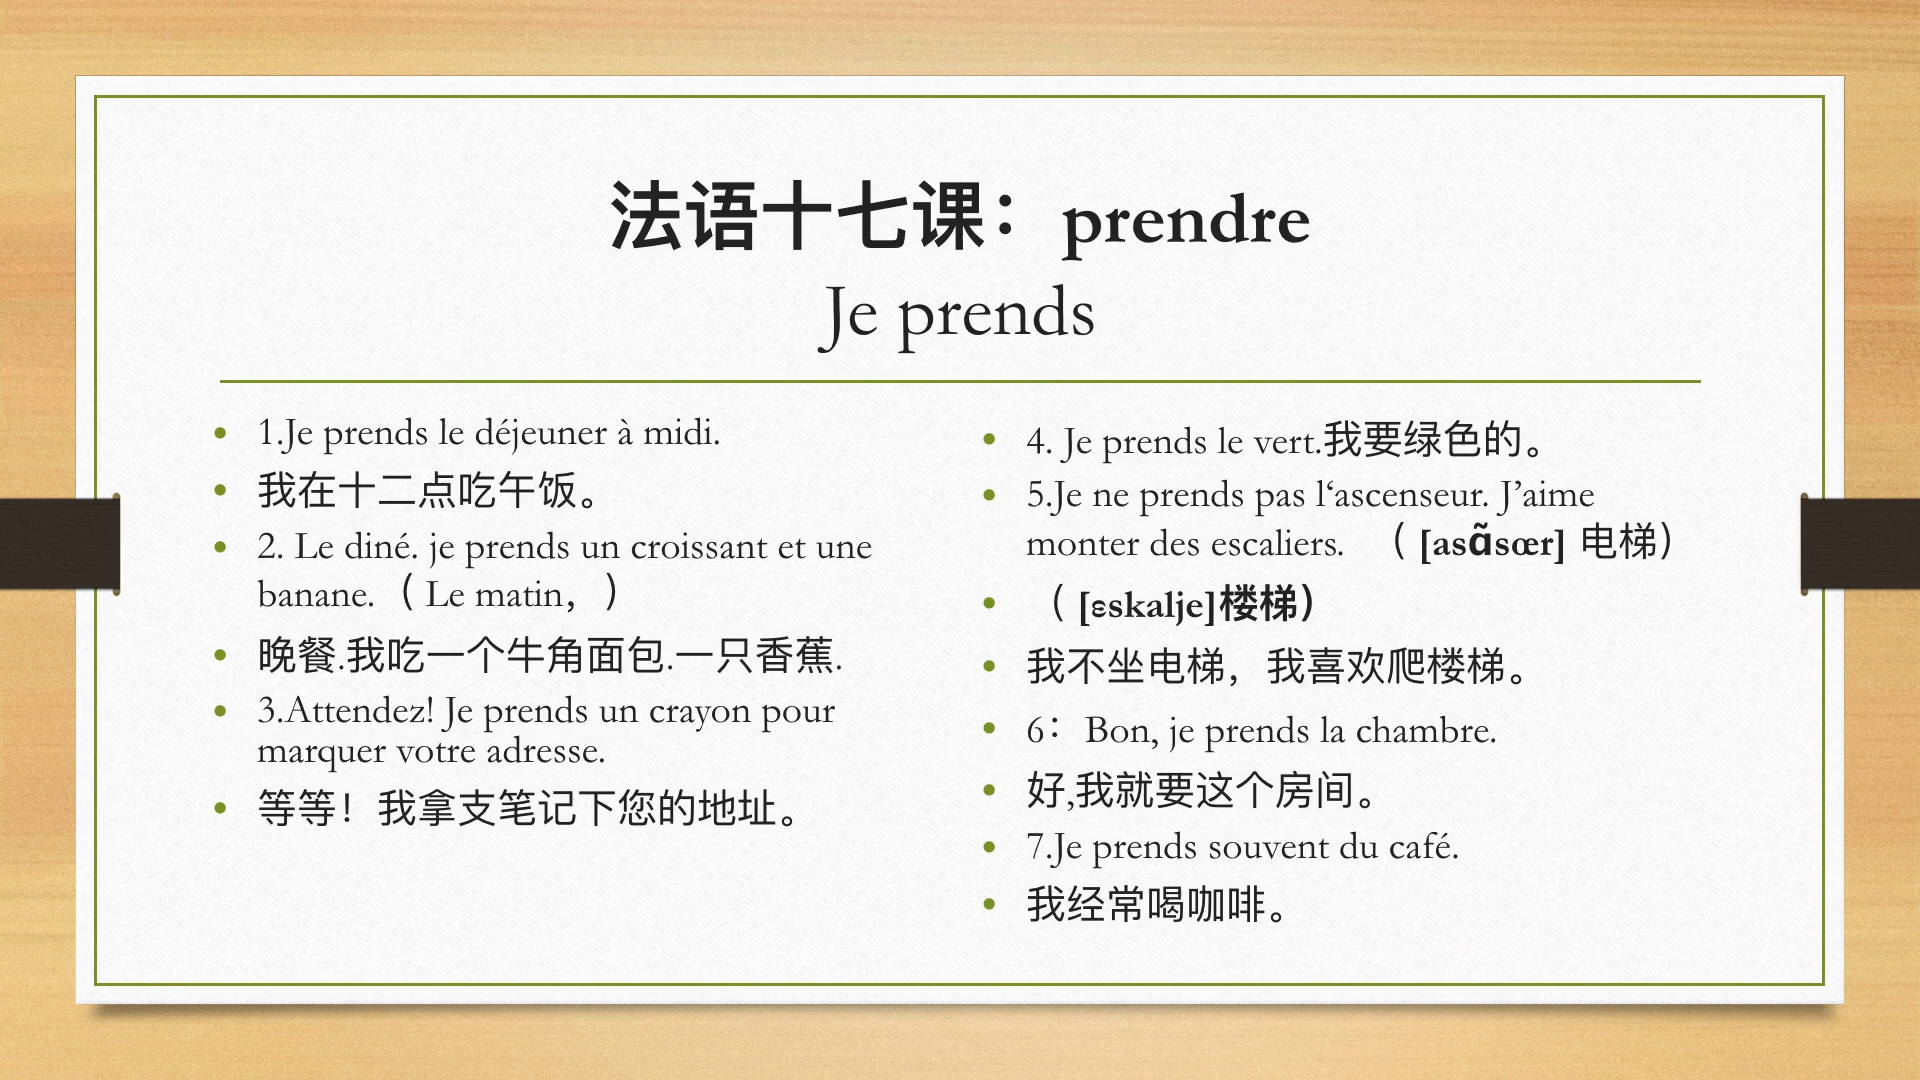 法语十七课：prendre
Je prends
• 1.Je prends le déjeuner à midi.
• 我在十二点吃午饭。
• 2. Le diné. je prends un croissant et une
banane.（ Le matin，）
• 晚餐.我吃一个牛角面包.一只香蕉.
• 3.Attendez! Je prends un crayon pour
marquer votre adresse.
• 等等！我拿支笔记下您的地址。
• 4. Je prends le vert.我要绿色的。
• 5.Je ne prends pas l‘ascenseur. J’aime
monter des escaliers. （ [asɑ̃sœr] 电梯）
• （ [εskalje]楼梯）
• 我不坐电梯，我喜欢爬楼梯。
• 6：Bon, je prends la chambre.
• 好,我就要这个房间。
• 7.Je prends souvent du café.
• 我经常喝咖啡。